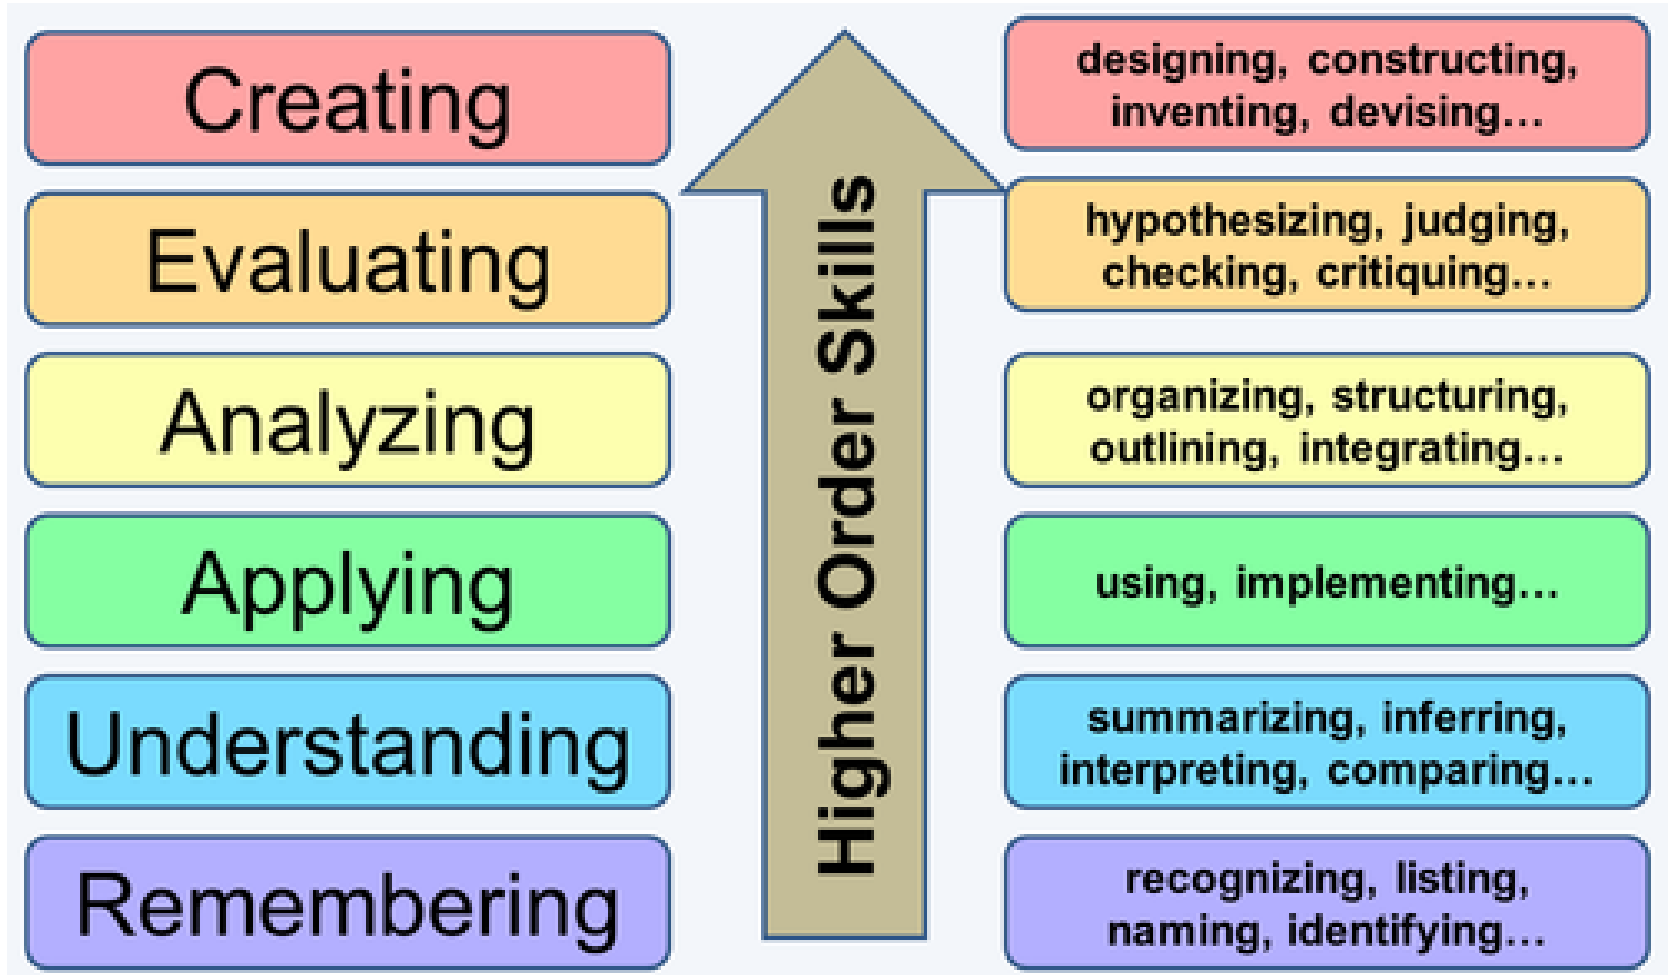 Creating
designing, constructing,
inventing, devising...
Evaluating
hypothesizing, judging,
checking, critiquing...
Analyzing
organizing, structuring,
outlining, integrating...
Applying
using, implementing...
Understanding
summarizing, inferring,
interpreting, comparing...
Remembering
recognizing, listing,
naming, identifying...
Higher Order Skills